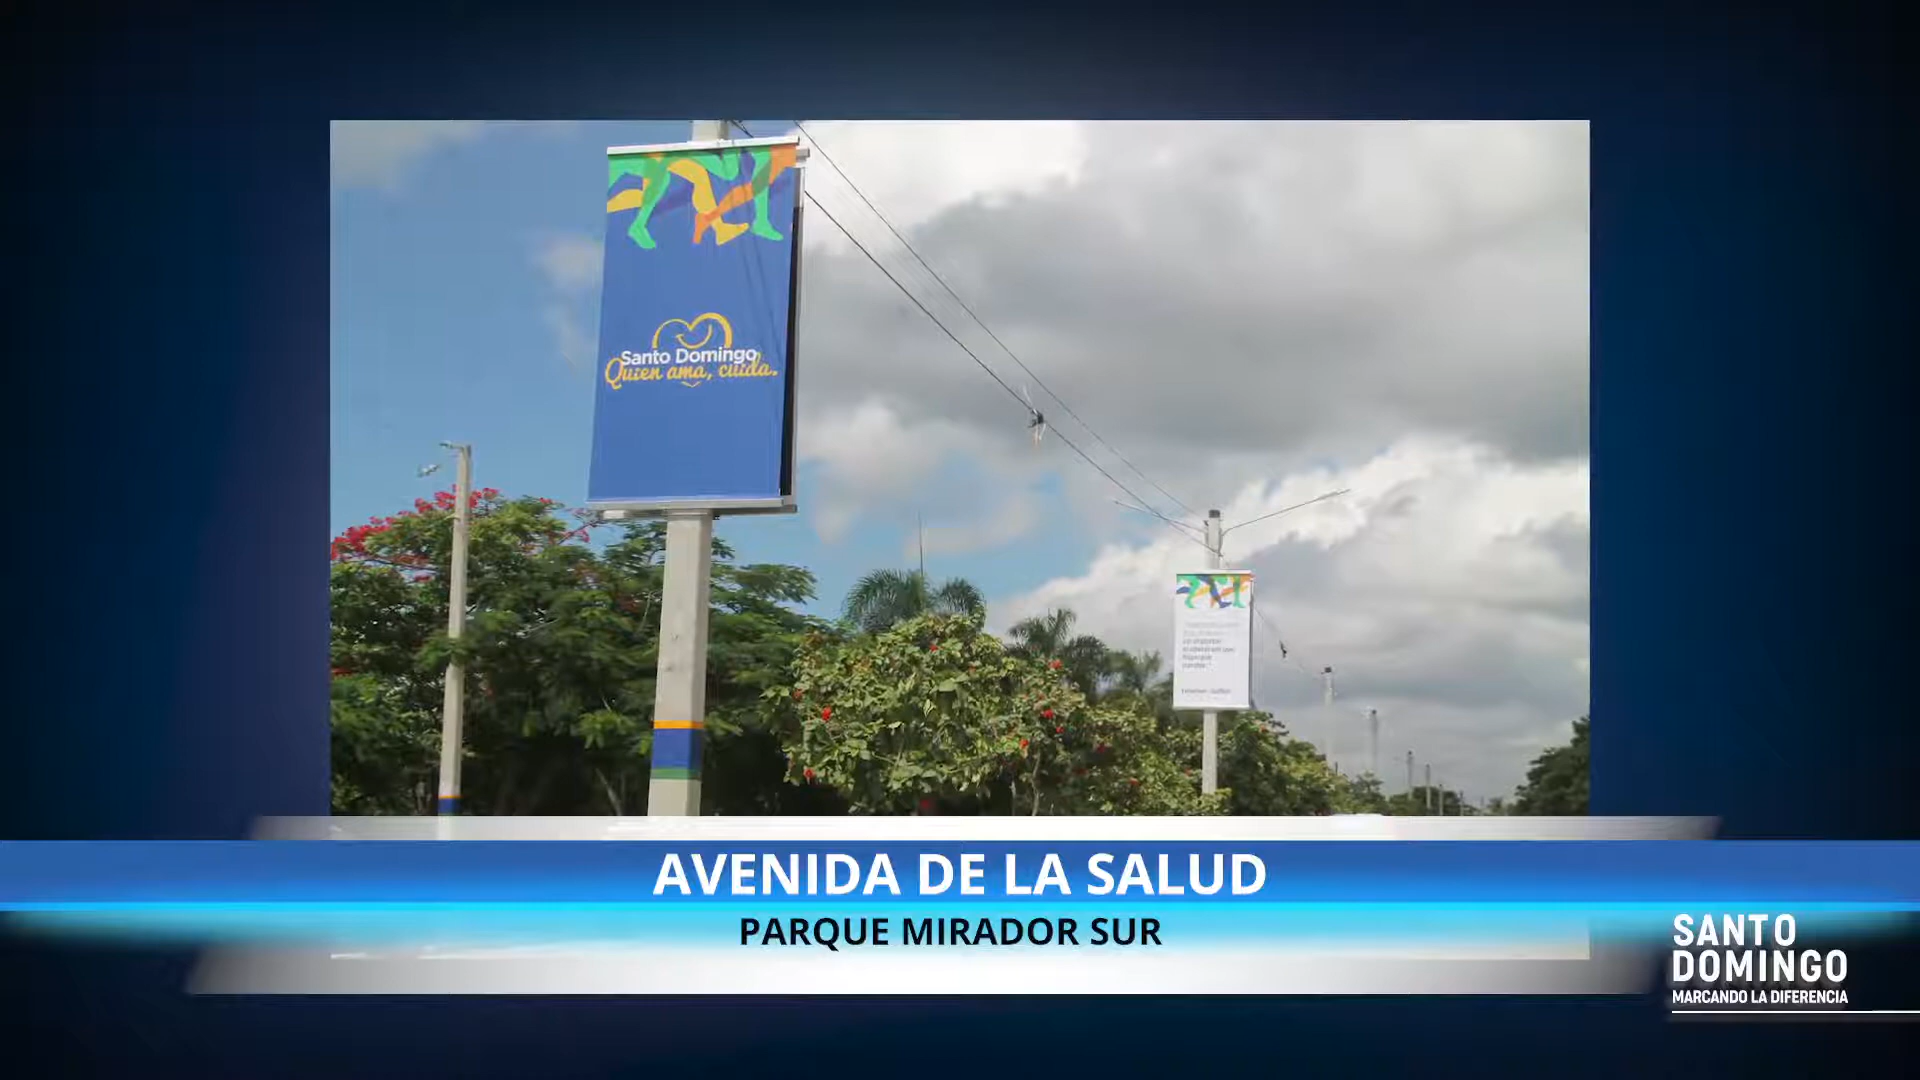 Santo Domingo
Quien ama, cuida.
AVENIDA DE LA SALUD
PARQUE MIRADOR SUR
SANTO
DOMINGO
MARCANDO LA DIFERENCIA